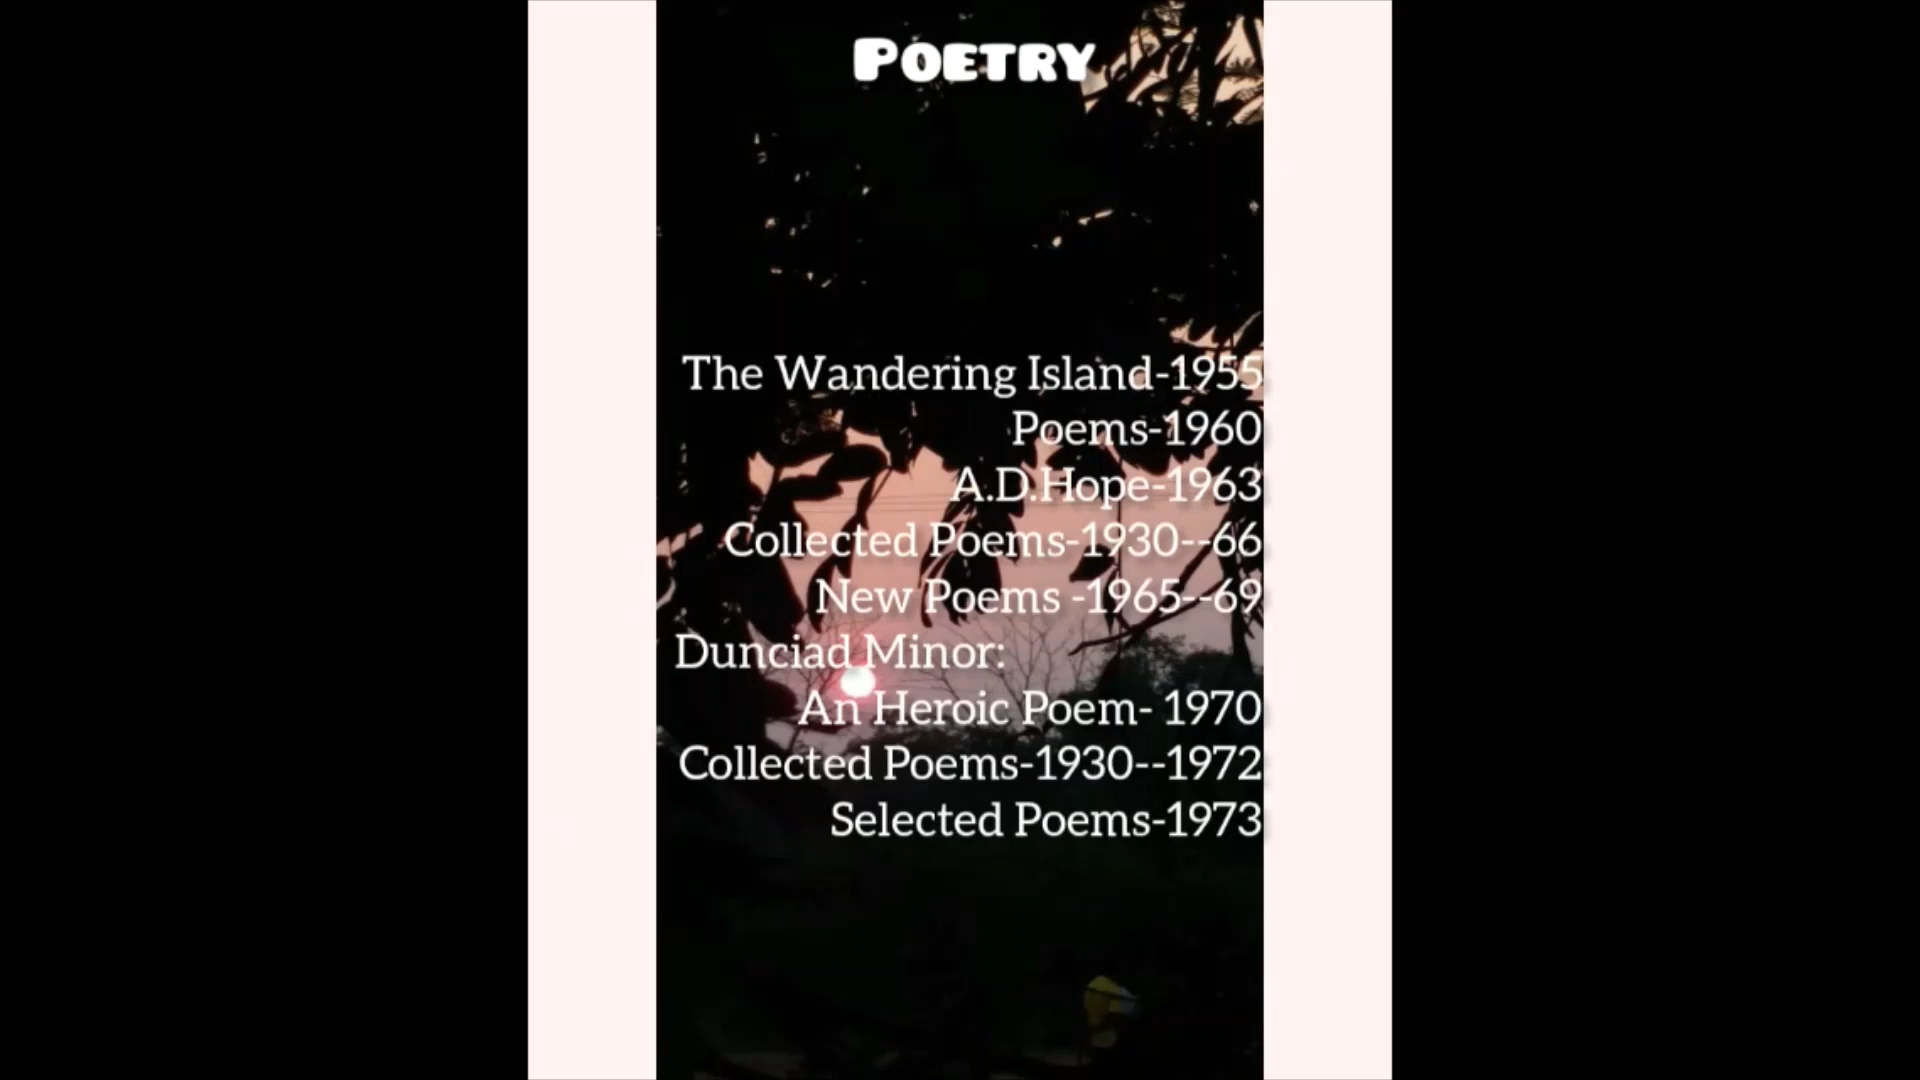 POETRY
The Wandering Island-1955
Poems-1960
A.D.Hope-1963
Collected Poems-1930--66
New Poems -1965--69
Dunciad Minor:
An Heroic Poem- 1970
Collected Poems-1930--1972
Selected Poems-1973